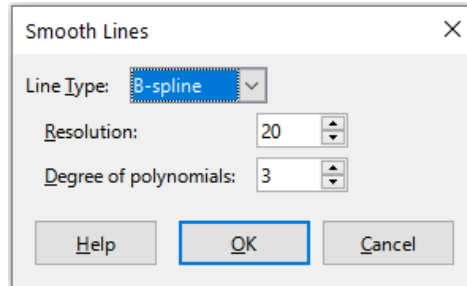 Smooth Lines
Line Type: B-spline
Resolution: 20
Degree of polynomials: 3
Help OK Cancel